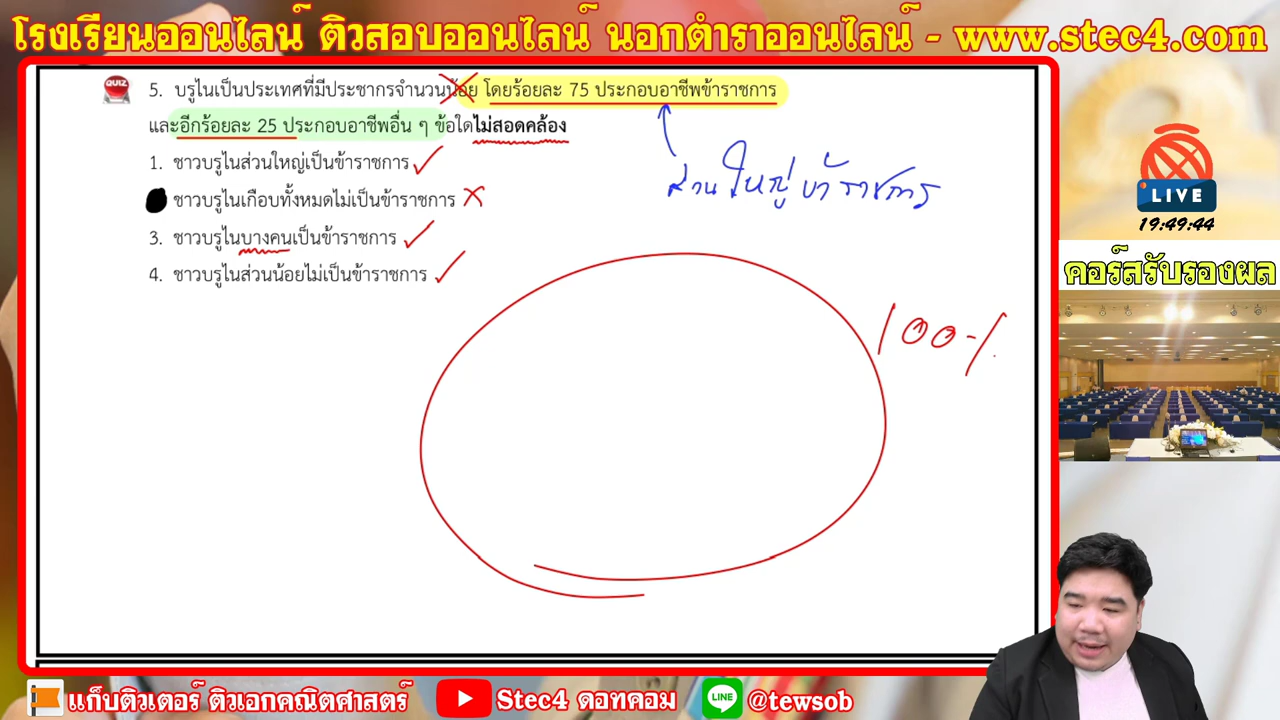 โรงเรียนออนไลน์ ติวสอบออนไลน์ นอกตำราออนไลน์ - www.stec4.com
QUIZ
5. บรูไนเป็นประเทศที่มีประชากรจำนวนน้อย โดยร้อยละ 75 ประกอบอาชีพข้าราชการ
และอีกร้อยละ 25 ประกอบอาชีพอื่น ๆ ข้อใดไม่สอดคล้อง
1. ชาวบรูไนส่วนใหญ่เป็นข้าราชการ
ชาวบรูไนเกือบทั้งหมดไม่เป็นข้าราชการ
3. ชาวบรูไนบางคนเป็นข้าราชการ
4. ชาวบรูไนส่วนน้อยไม่เป็นข้าราชการ
ส่วนใหญ่ ข้าราชการ
100%
LIVE
19:49:44
คอร์สรับรองผล
แก๊บติวเตอร์ ติวเอกคณิตศาสตร์
Stec4 ดอทคอม
LINE
@tewsob